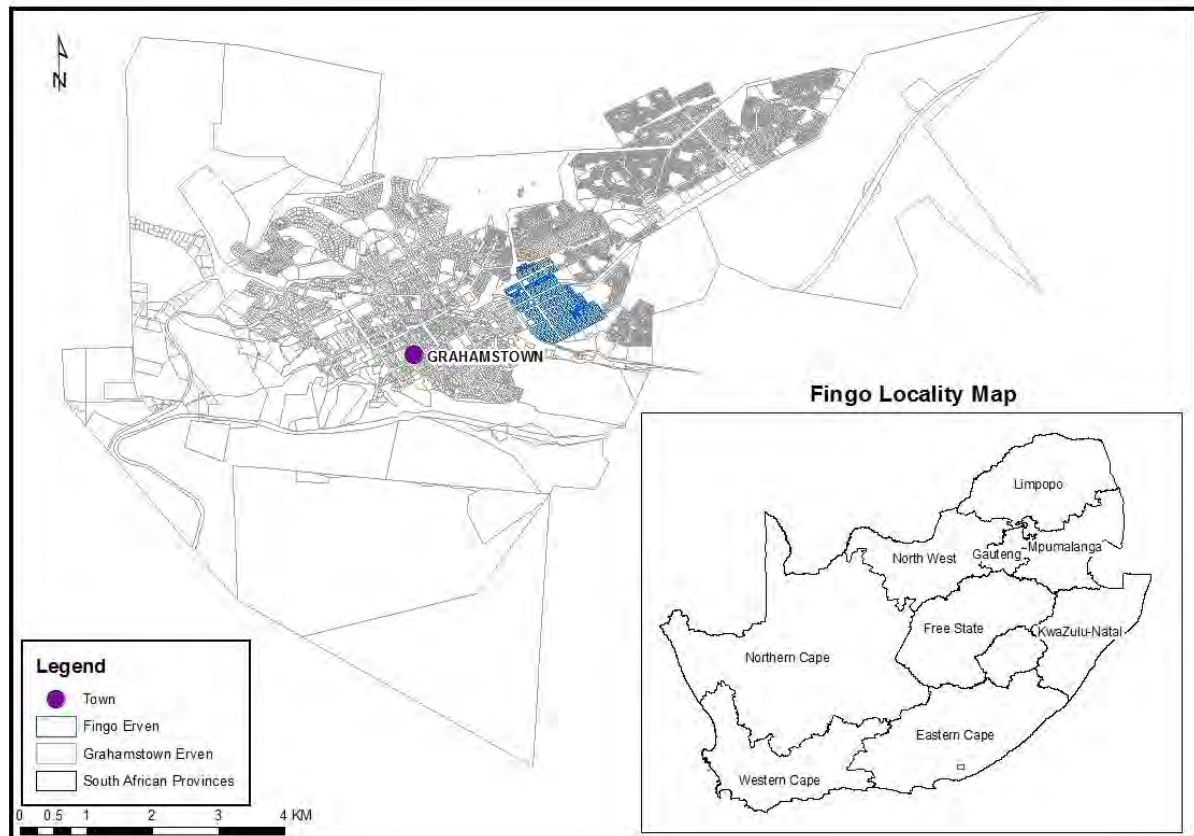 N
GRAHAMSTOWN
Fingo Locality Map
Limpopo
North West
Gauteng
Mpumalanga
Free State
KwaZulu-Natal
Northern Cape
Eastern Cape
Western Cape
Legend
Town
Fingo Erven
Grahamstown Erven
South African Provinces
0 0.5 1 2 3 4 KM